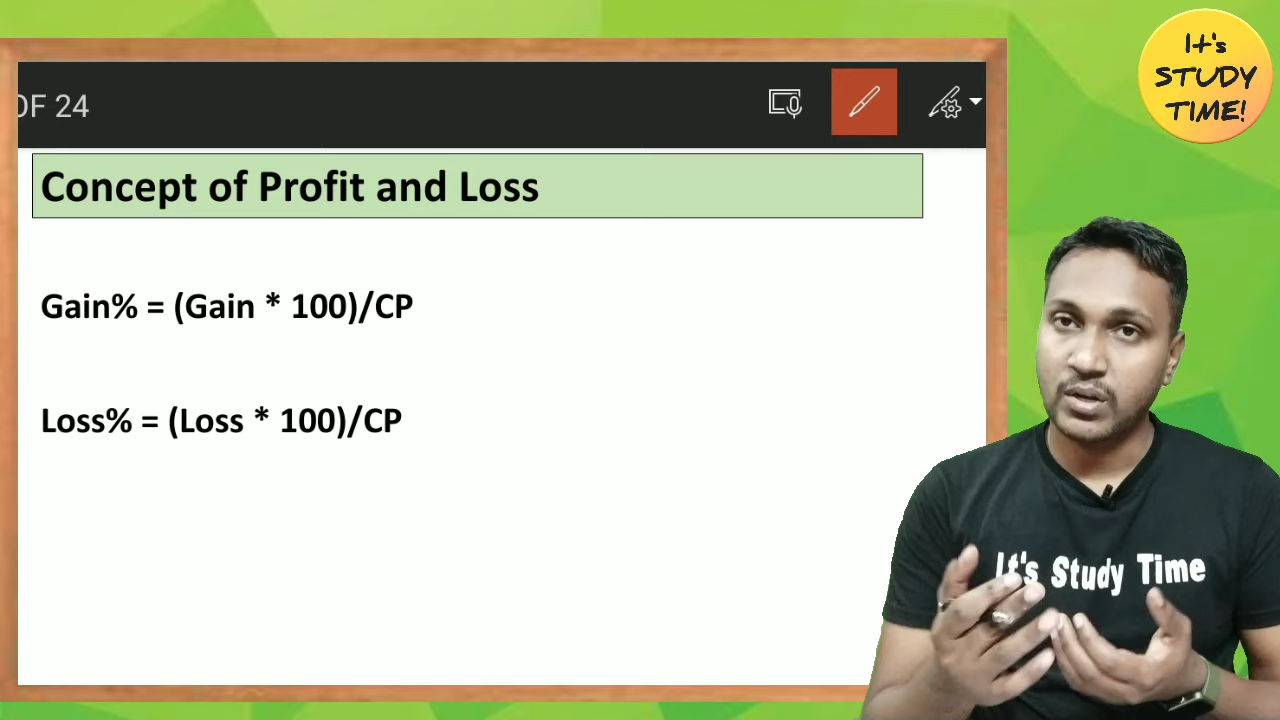 OF 24
It's
STUDY
TIME!
Concept of Profit and Loss
Gain% = (Gain * 100)/CP
Loss% = (Loss * 100)/CP
It's Study Time